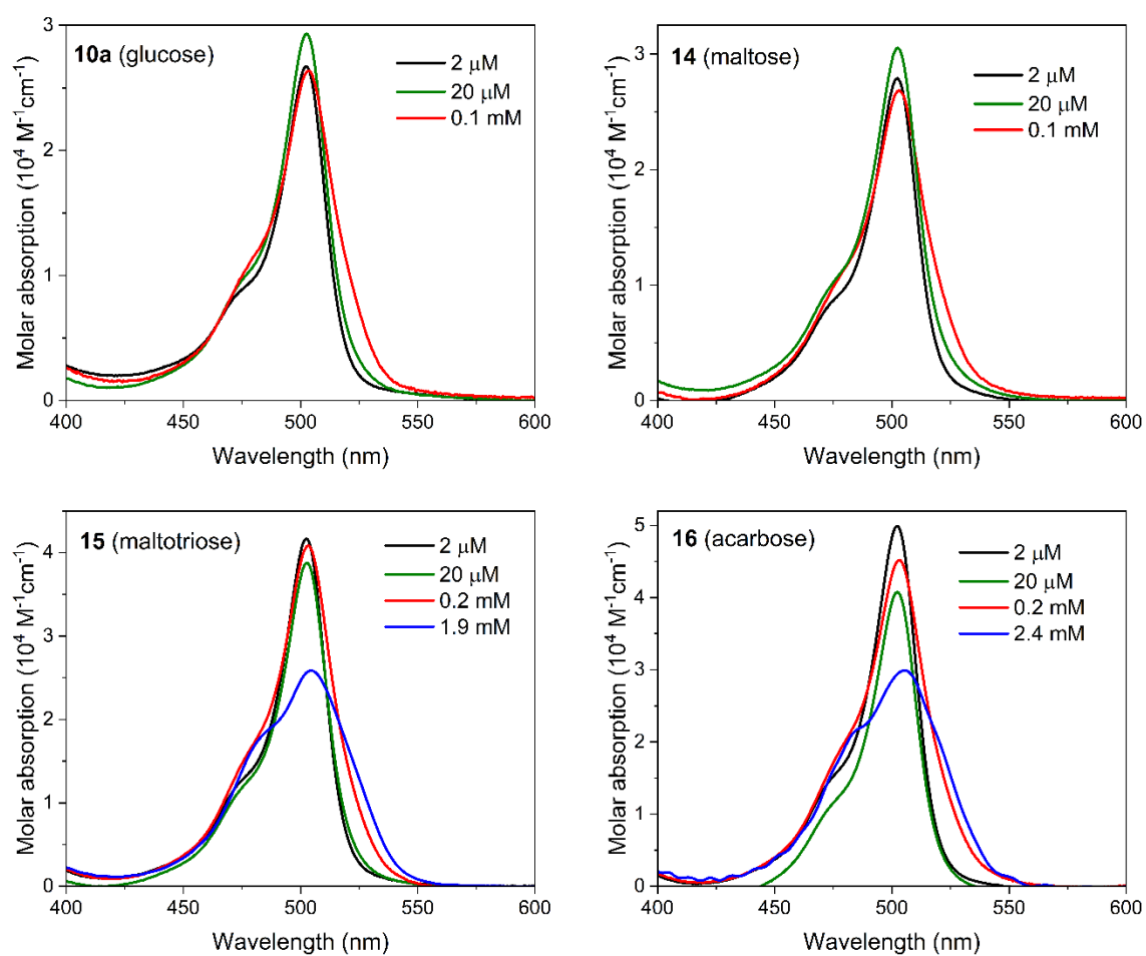 10a (glucose)
2 μM
20 μM
0.1 mM
Molar absorption (10⁴ M⁻¹cm⁻¹)
3
2
1
0
400 450 500 550 600
Wavelength (nm)
14 (maltose)
2 μM
20 μM
0.1 mM
Molar absorption (10⁴ M⁻¹cm⁻¹)
3
2
1
0
400 450 500 550 600
Wavelength (nm)
15 (maltotriose)
2 μM
20 μM
0.2 mM
1.9 mM
Molar absorption (10⁴ M⁻¹cm⁻¹)
4
3
2
1
0
400 450 500 550 600
Wavelength (nm)
16 (acarbose)
2 μM
20 μM
0.2 mM
2.4 mM
Molar absorption (10⁴ M⁻¹cm⁻¹)
5
4
3
2
1
0
400 450 500 550 600
Wavelength (nm)